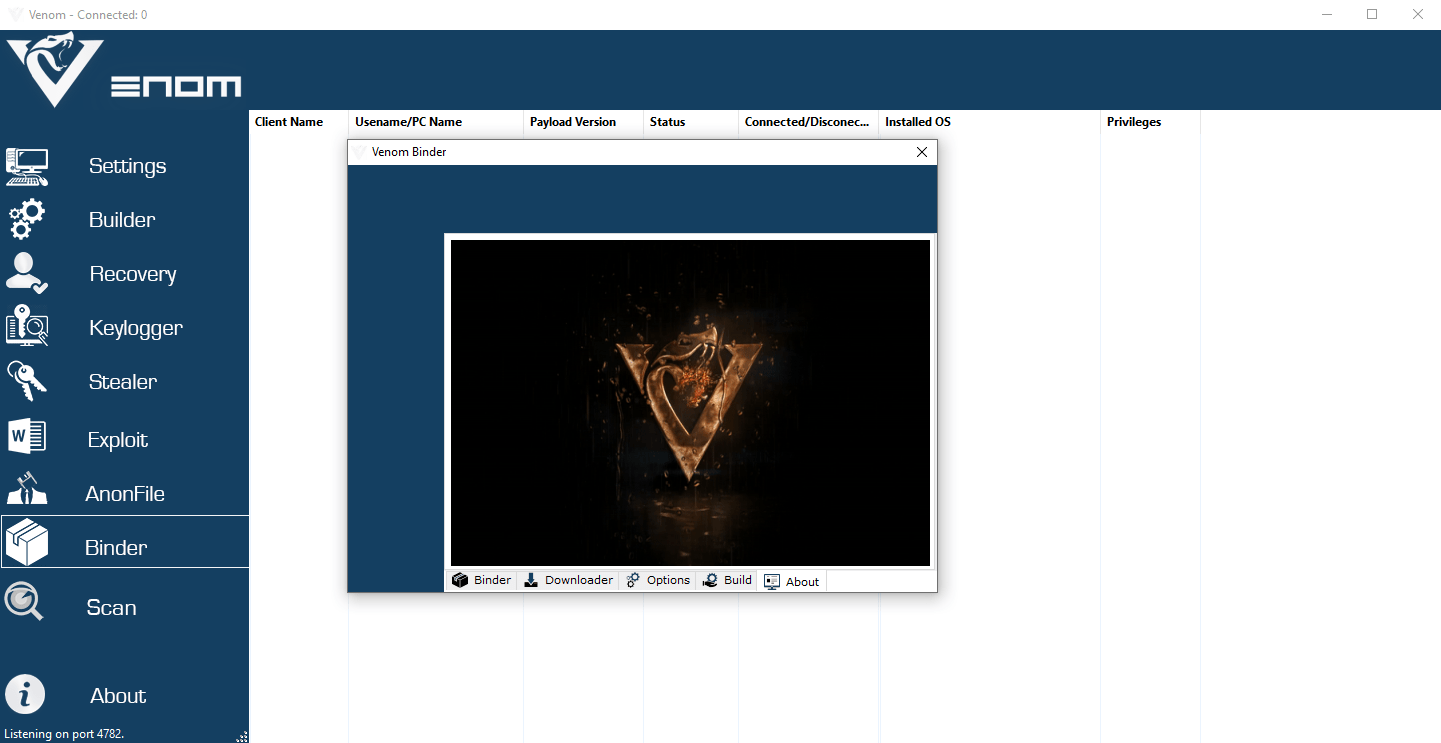 Venom - Connected: 0
ENOM
Client Name
Usename/PC Name
Payload Version
Status
Connected/Disconec...
Installed OS
Privileges
Settings
Builder
Recovery
Keylogger
Stealer
Exploit
AnonFile
Binder
Scan
About
Listening on port 4782.
Venom Binder
Binder
Downloader
Options
Build
About
W